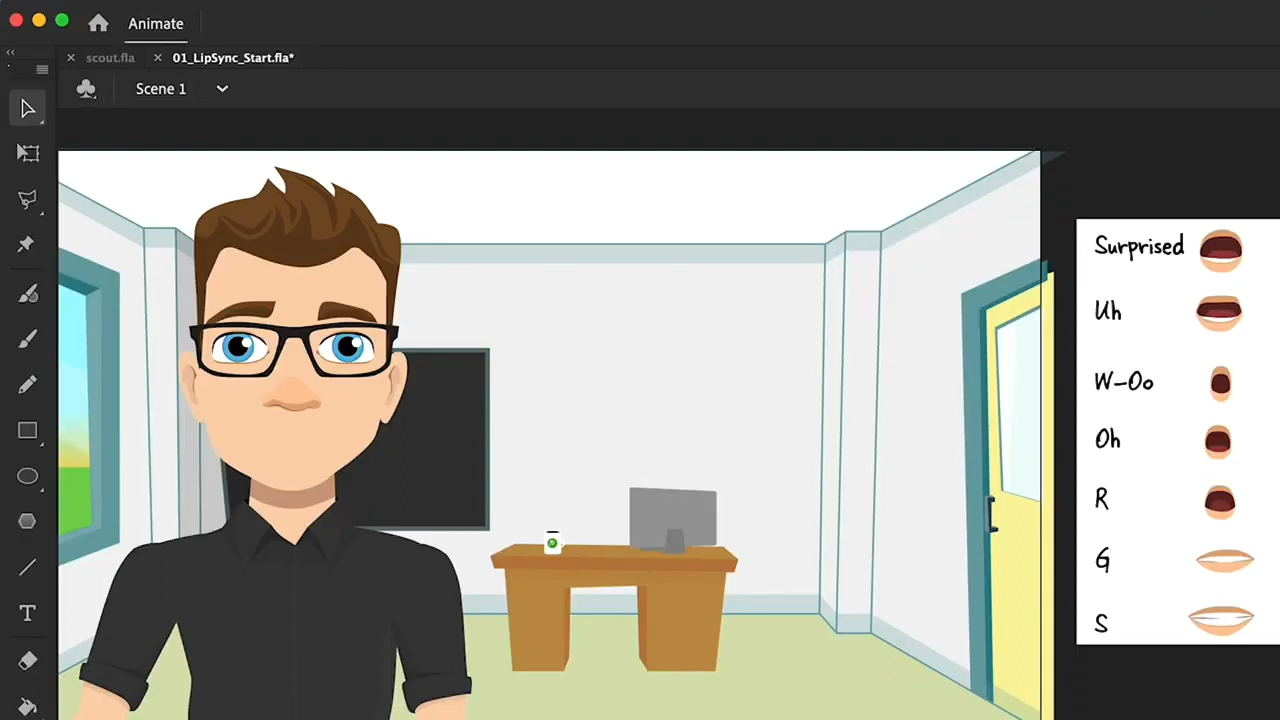 Animate
scout.fla
01_LipSync_Start.fla*
Scene 1
Surprised
Uh
W-Oo
Oh
R
G
S